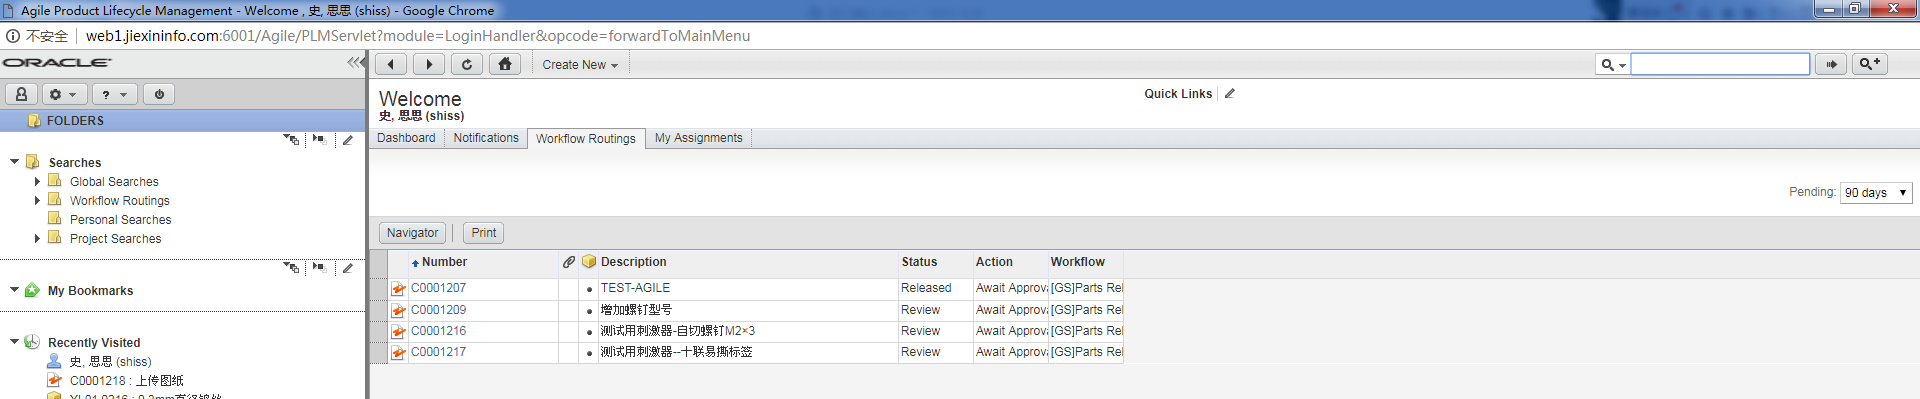 Agile Product Lifecycle Management - Welcome , 史, 思思 (shiss) - Google Chrome
不安全 | web1.jiexininfo.com:6001/Agile/PLMServlet?module=LoginHandler&opcode=forwardToMainMenu
ORACLE
Create New
FOLDERS
Searches
Global Searches
Workflow Routings
Personal Searches
Project Searches
My Bookmarks
Recently Visited
史, 思思 (shiss)
C0001218 : 上传图纸
Welcome
史, 思思 (shiss)
Quick Links
Dashboard Notifications Workflow Routings My Assignments
Pending: 90 days
Navigator Print
Number Description Status Action Workflow
C0001207 TEST-AGILE Released Await Approva [GS]Parts Rel
C0001209 增加螺钉型号 Review Await Approva [GS]Parts Rel
C0001216 测试用刺激器-自切螺钉M2×3 Review Await Approva [GS]Parts Rel
C0001217 测试用刺激器--十联易撕标签 Review Await Approva [GS]Parts Rel